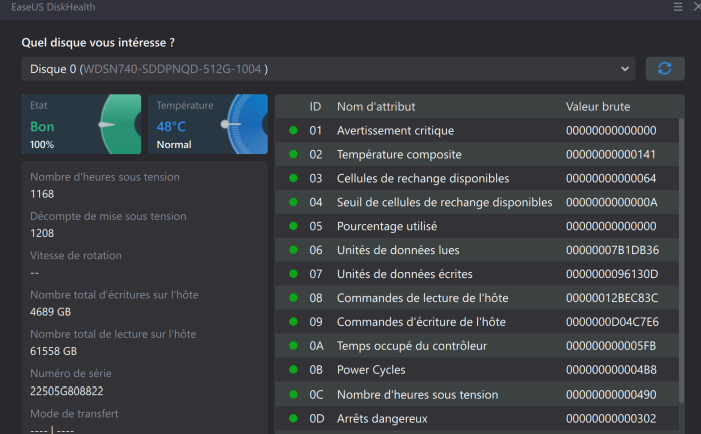 EaseUS DiskHealth
Quel disque vous intéresse ?
Disque 0 (WDSN740-SDDPNQD-512G-1004 )
Etat
Bon
100%
Température
48°C
Normal
Nombre d'heures sous tension
1168
Décompte de mise sous tension
1208
Vitesse de rotation
--
Nombre total d'écritures sur l'hôte
4689 GB
Nombre total de lecture sur l'hôte
61558 GB
Numéro de série
22505G808822
Mode de transfert
---- | ----
ID Nom d'attribut Valeur brute
01 Avertissement critique 00000000000000
02 Température composite 00000000000141
03 Cellules de rechange disponibles 00000000000064
04 Seuil de cellules de rechange disponibles 0000000000000A
05 Pourcentage utilisé 00000000000000
06 Unités de données lues 00000007B1DB36
07 Unités de données écrites 0000000096130D
08 Commandes de lecture de l'hôte 00000012BEC83C
09 Commandes d'écriture de l'hôte 0000000D04C7E6
0A Temps occupé du contrôleur 000000000005FB
0B Power Cycles 000000000004B8
0C Nombre d'heures sous tension 00000000000490
0D Arrêts dangereux 00000000000302